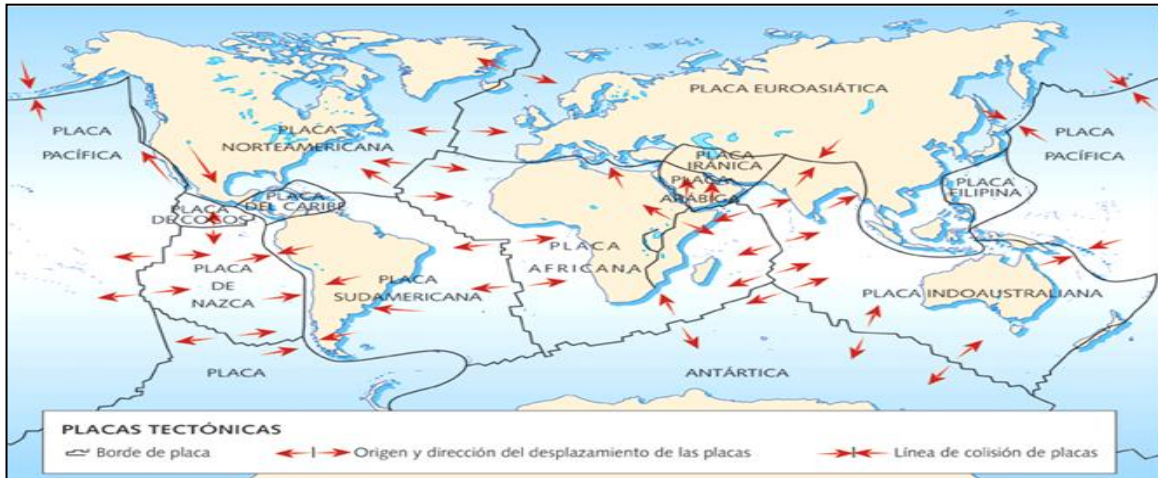 PLACA EUROASIÁTICA
PLACA
PACÍFICA
PLACA
NORTEAMERICANA
PLACA
PACÍFICA
PLACA
IRÁNICA
PLACA
ARÁBIGA
PLACA
FILIPINA
PLACA
DEL CARIBE
PLACA
DE COCOS
PLACA
AFRICANA
PLACA
DE
NAZCA
PLACA
SUDAMERICANA
PLACA INDOAUSTRALIANA
PLACA
ANTÁRTICA
PLACAS TECTÓNICAS
Borde de placa
Origen y dirección del desplazamiento de las placas
Línea de colisión de placas